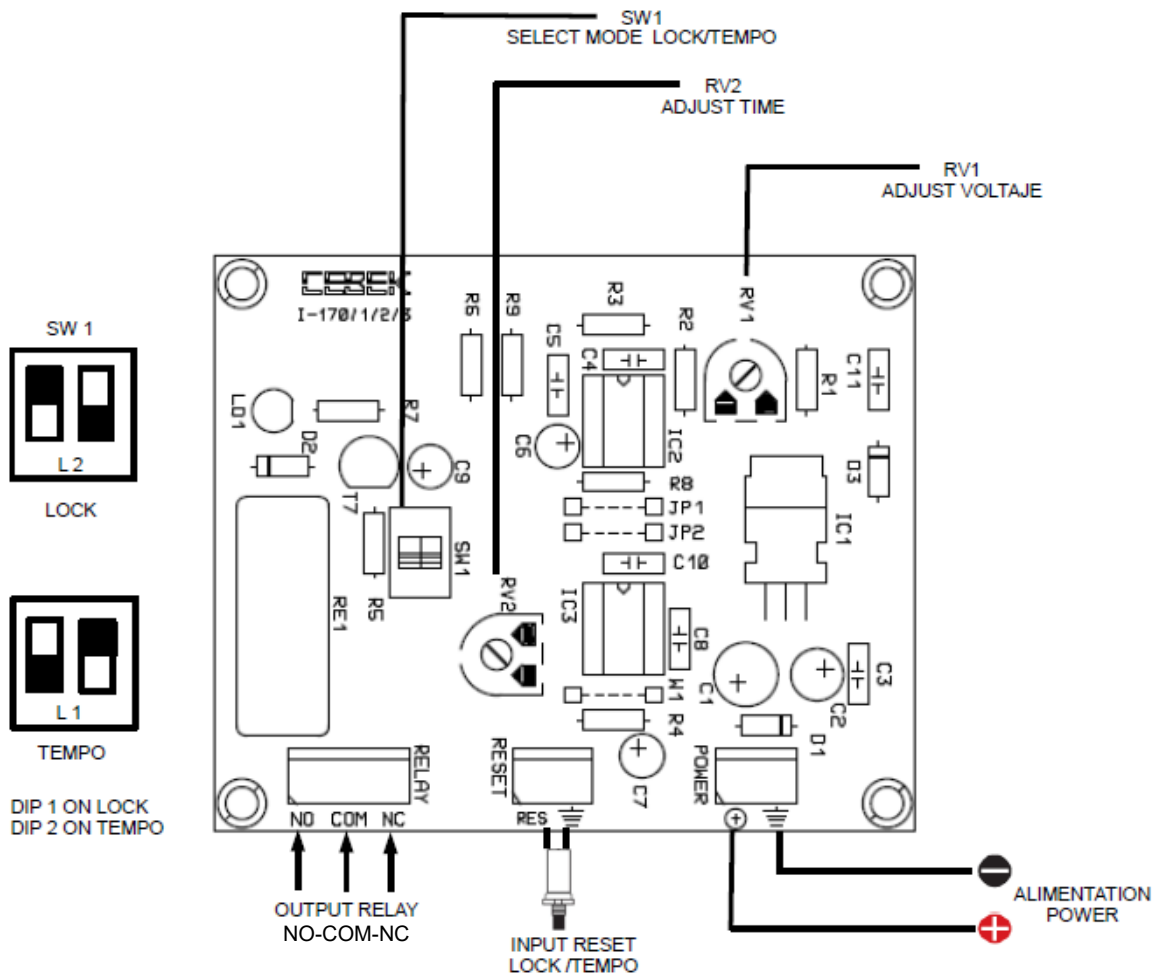 SW1
SELECT MODE LOCK/TEMPO
RV2
ADJUST TIME
RV1
ADJUST VOLTAJE
CEBEK
I-170/1/2/3
SW 1
L 2
LOCK
L 1
TEMPO
DIP 1 ON LOCK
DIP 2 ON TEMPO
R6
R9
R3
C5
C4
R2
RV1
R1
C11
LD1
R7
D2
C6
IC2
C9
T7
R8
D3
JP1
JP2
IC1
SW1
R5
C10
RE1
RV2
IC3
C8
W1
R4
C1
C2
C3
D1
RELAY
RESET
C7
POWER
NO COM NC
RES
+
OUTPUT RELAY
NO-COM-NC
INPUT RESET
LOCK /TEMPO
ALIMENTATION
POWER